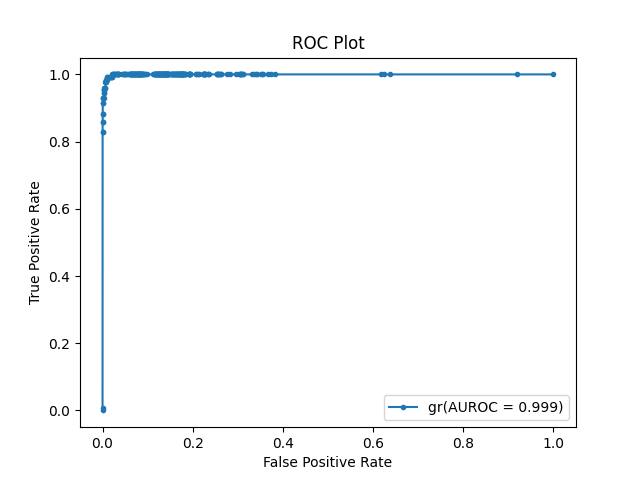 ROC Plot
True Positive Rate
1.0
0.8
0.6
0.4
0.2
0.0
gr(AUROC = 0.999)
0.0 0.2 0.4 0.6 0.8 1.0
False Positive Rate